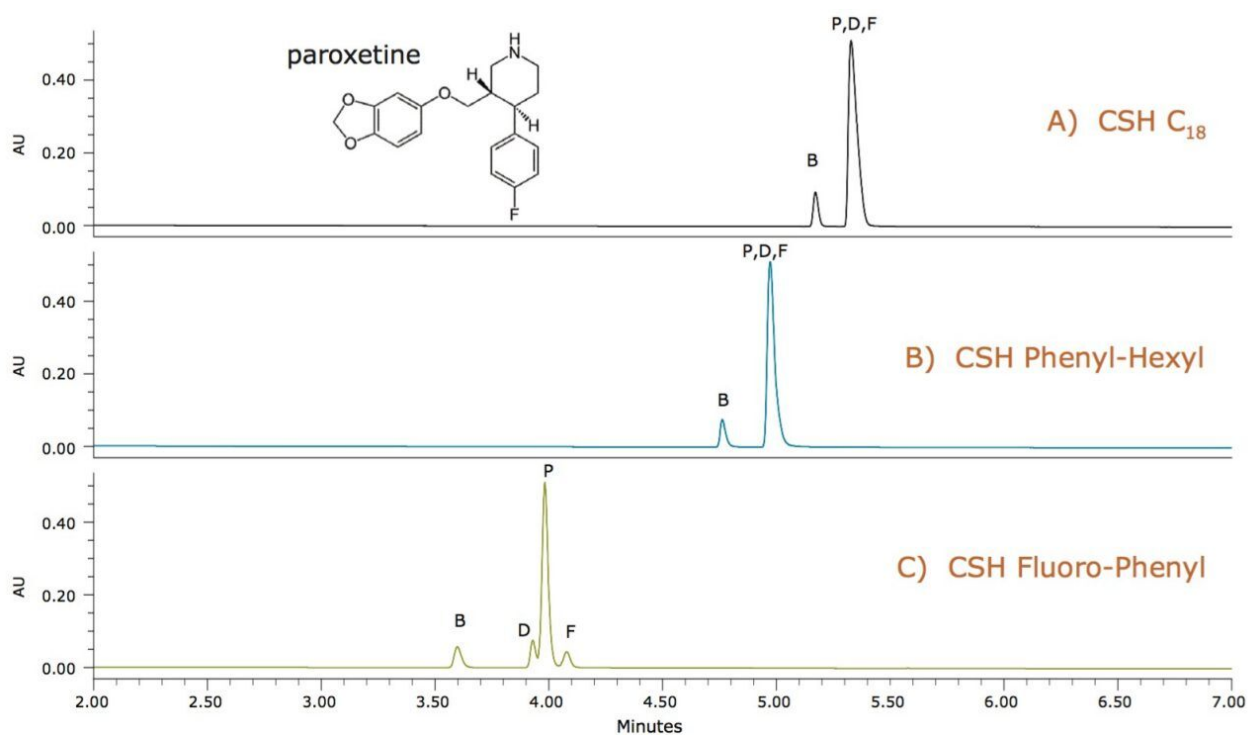 P,D,F
paroxetine
H
N
H
O
O
O
H
F
B
A) CSH C₁₈
AU
0.40
0.20
0.00
P,D,F
B
B) CSH Phenyl-Hexyl
AU
0.40
0.20
0.00
P
B
D
F
C) CSH Fluoro-Phenyl
AU
0.40
0.20
0.00
2.00 2.50 3.00 3.50 4.00 4.50 5.00 5.50 6.00 6.50 7.00
Minutes